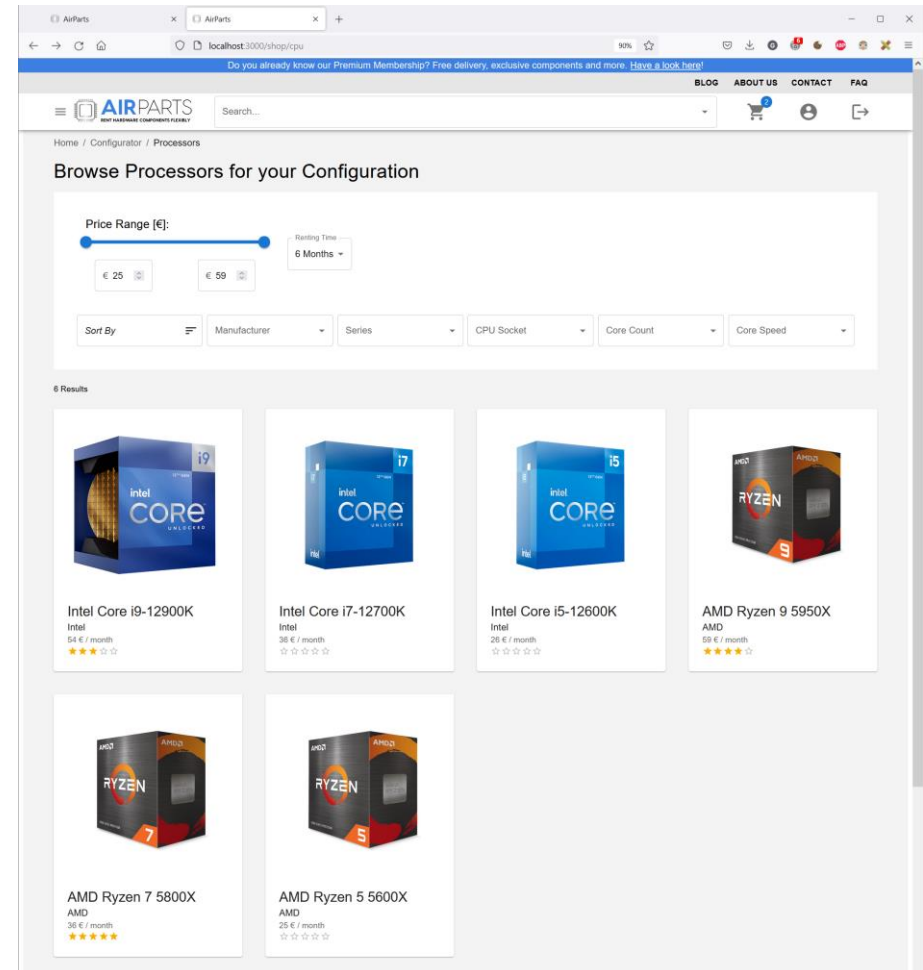 AirParts
AirParts
localhost:3000/shop/cpu
90%
Do you already know our Premium Membership? Free delivery, exclusive components and more. Have a look here!
BLOG ABOUT US CONTACT FAQ
AIRPARTS
RENT HARDWARE COMPONENTS FLEXIBLY
Search...
2
Home / Configurator / Processors
Browse Processors for your Configuration
Price Range [€]:
Renting Time
6 Months
€ 25
€ 59
Sort By
Manufacturer
Series
CPU Socket
Core Count
Core Speed
6 Results
i9
intel
CORE
UNLOCKED
i7
intel
CORE
UNLOCKED
intel
i5
intel
CORE
UNLOCKED
intel
AMD
AMD
RYZEN
9
Intel Core i9-12900K
Intel
54 € / month
Intel Core i7-12700K
Intel
36 € / month
Intel Core i5-12600K
Intel
26 € / month
AMD Ryzen 9 5950X
AMD
59 € / month
AMD
AMD
RYZEN
7
AMD
AMD
RYZEN
5
AMD Ryzen 7 5800X
AMD
36 € / month
AMD Ryzen 5 5600X
AMD
25 € / month